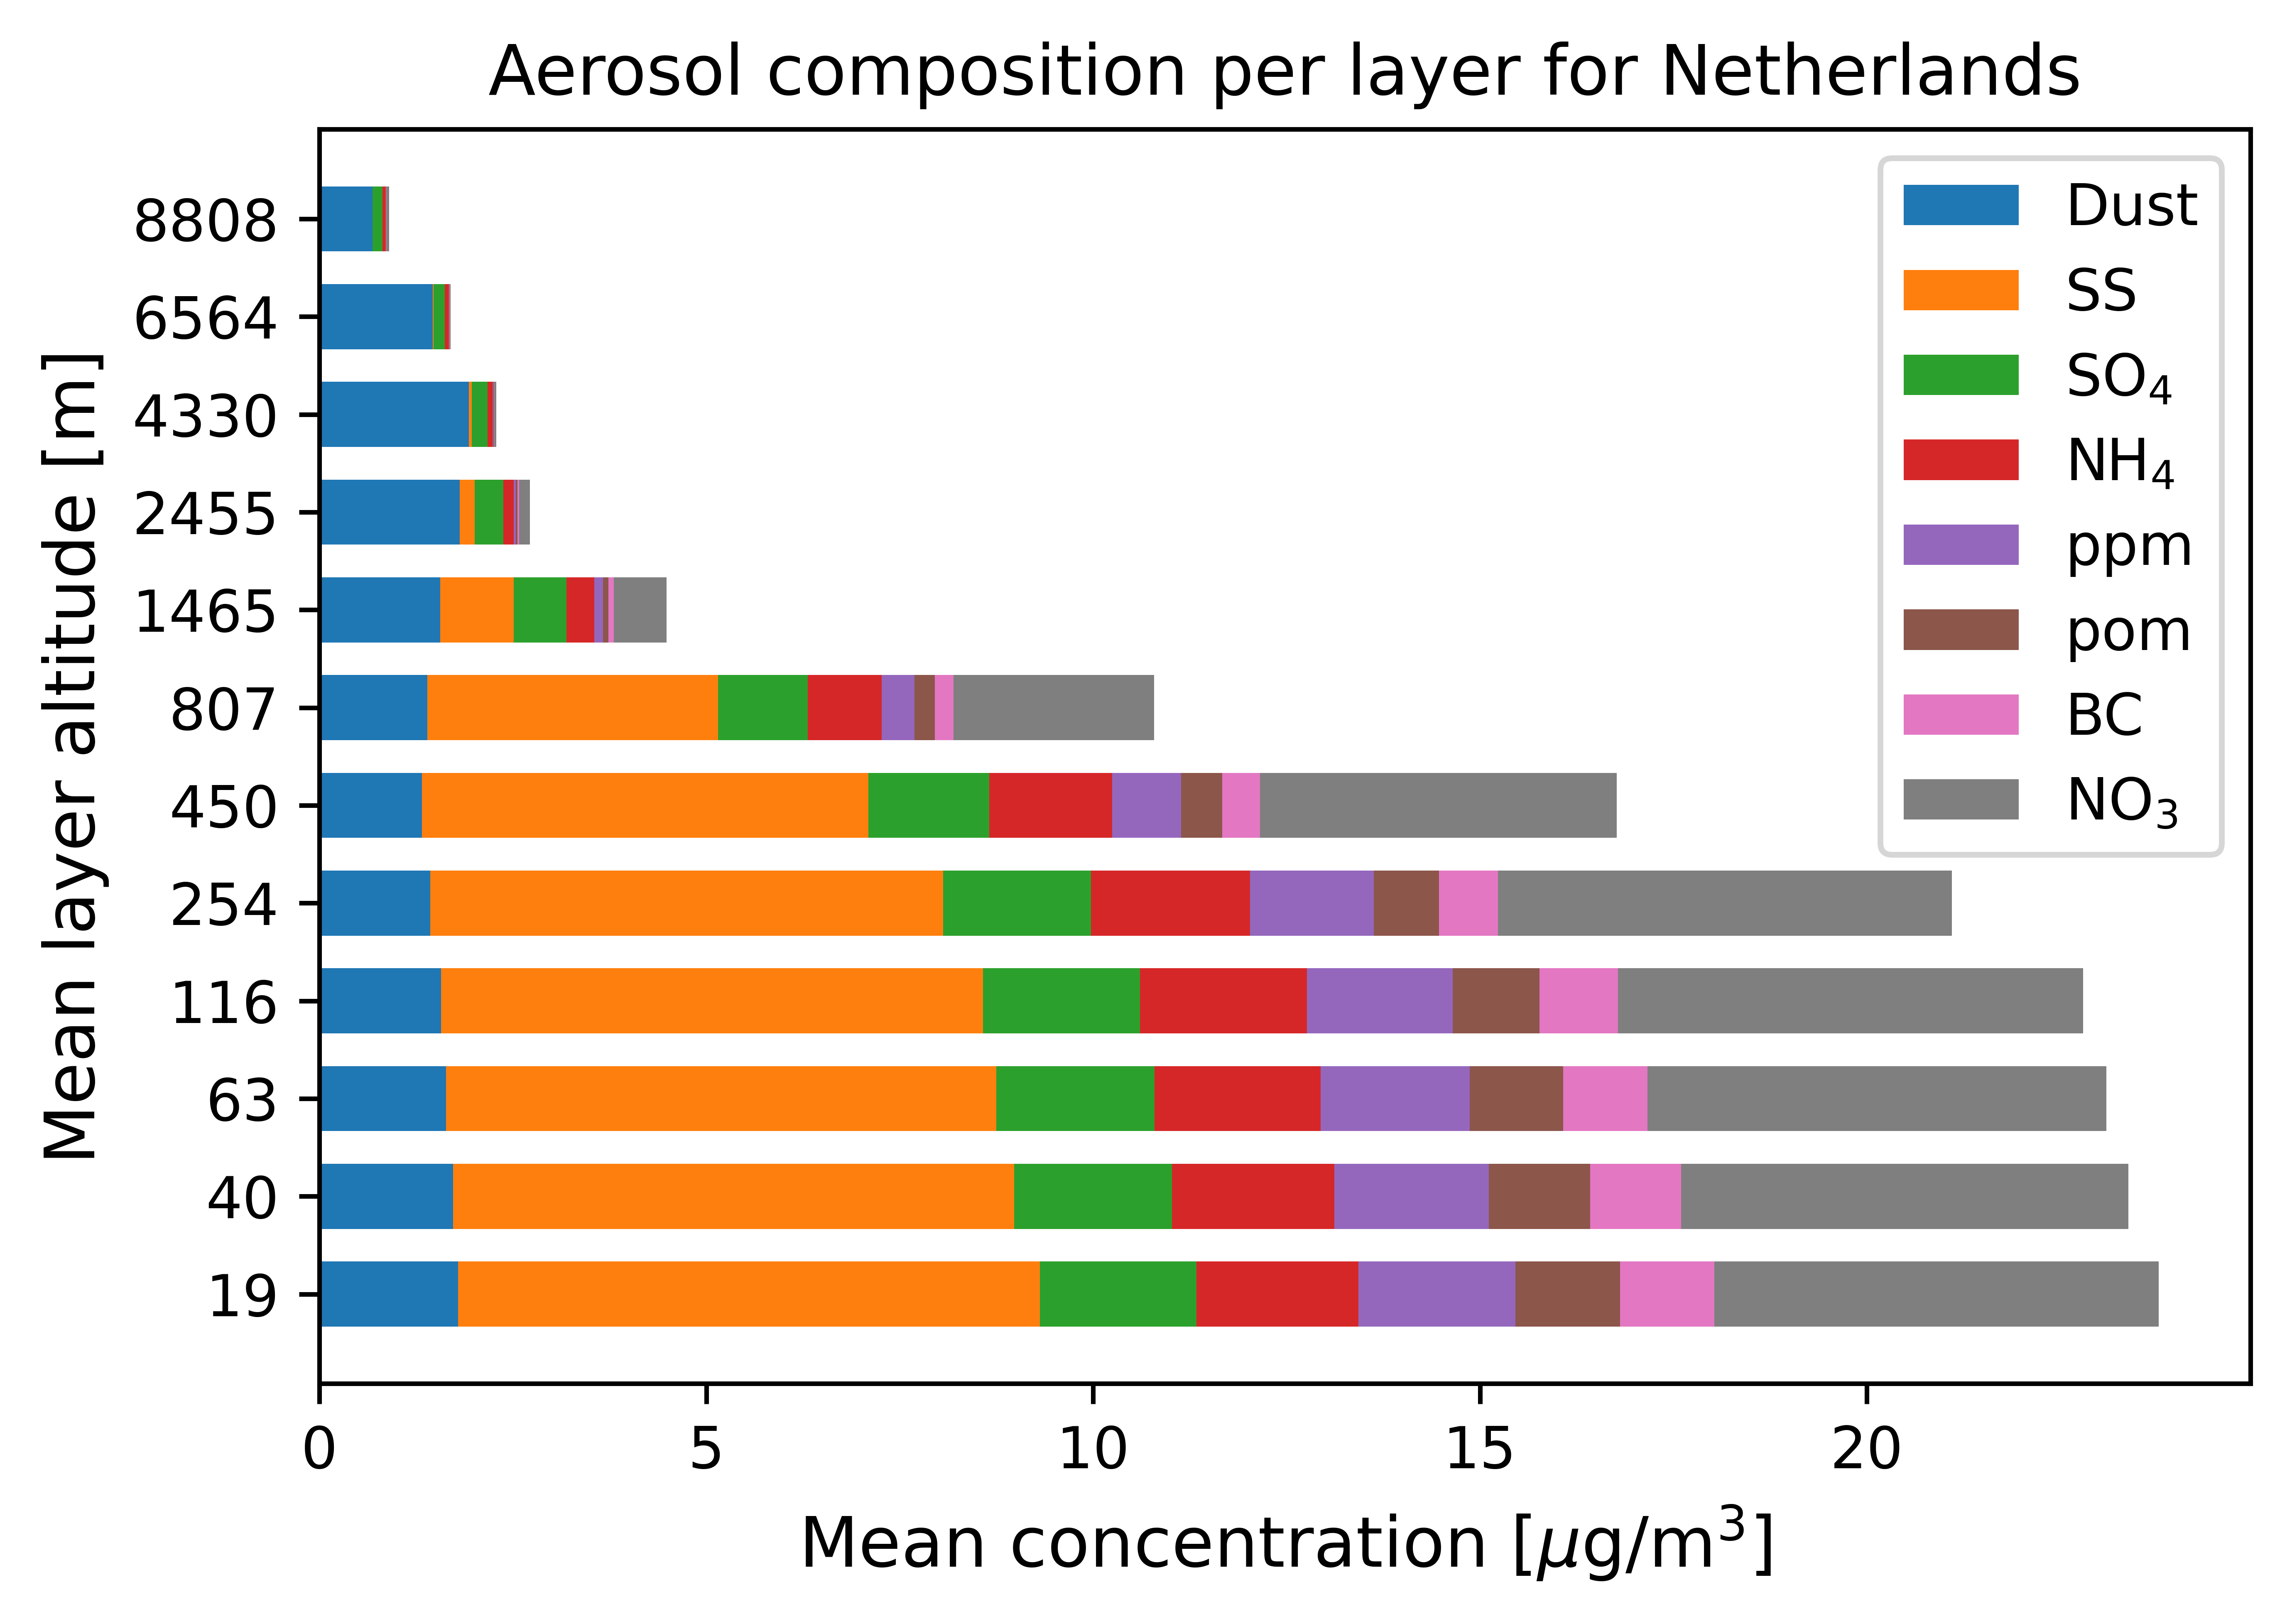 Aerosol composition per layer for Netherlands
Mean layer altitude [m]
8808
6564
4330
2455
1465
807
450
254
116
63
40
19
Dust
SS
SO₄
NH₄
ppm
pom
BC
NO₃
0 5 10 15 20
Mean concentration [μg/m³]